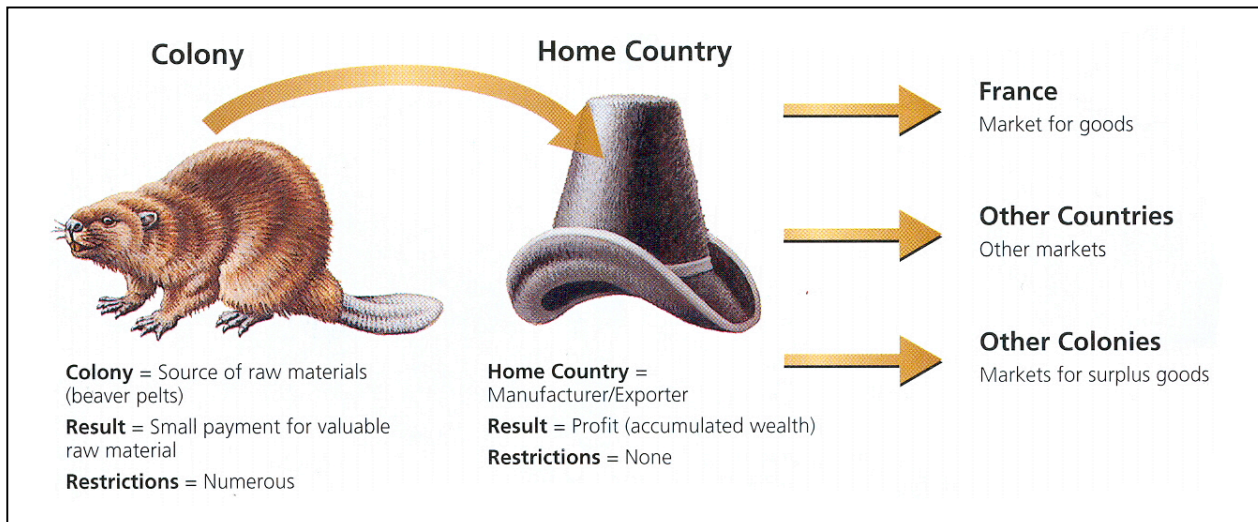 Colony
Home Country
France
Market for goods
Other Countries
Other markets
Other Colonies
Markets for surplus goods
Colony = Source of raw materials
(beaver pelts)
Result = Small payment for valuable
raw material
Restrictions = Numerous
Home Country =
Manufacturer/Exporter
Result = Profit (accumulated wealth)
Restrictions = None